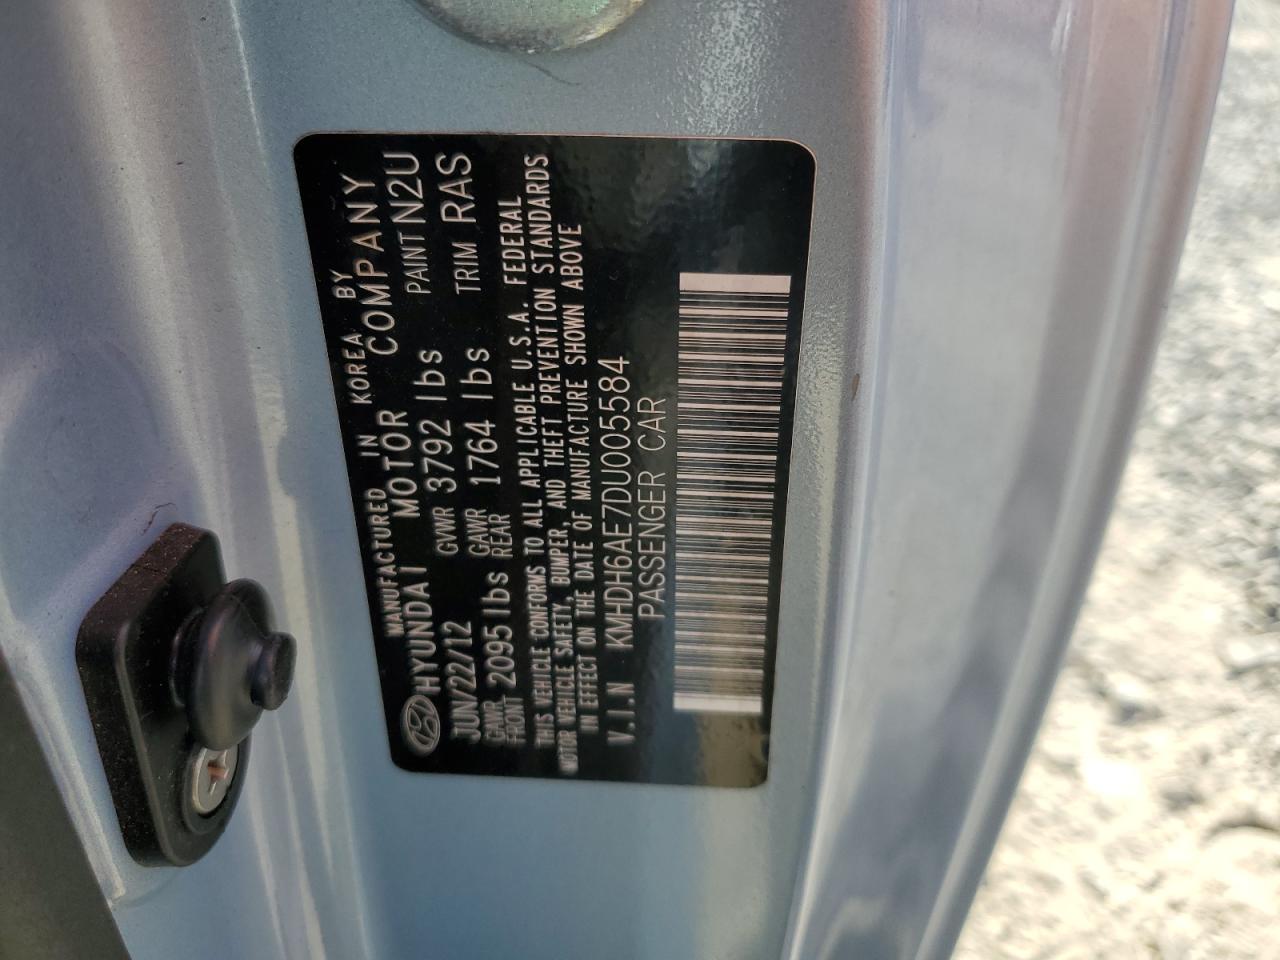 MANUFACTURED IN KOREA BY
HYUNDAI MOTOR COMPANY
JUN/22/12 GVWR 3792 lbs PAINT N2U
GAWR FRONT 2095 lbs GAWR REAR 1764 lbs TRIM RAS
THIS VEHICLE CONFORMS TO ALL APPLICABLE U.S.A. FEDERAL
MOTOR VEHICLE SAFETY, BUMPER, AND THEFT PREVENTION STANDARDS
IN EFFECT ON THE DATE OF MANUFACTURE SHOWN ABOVE
V.I.N KMHDH6AE7DU005584
PASSENGER CAR